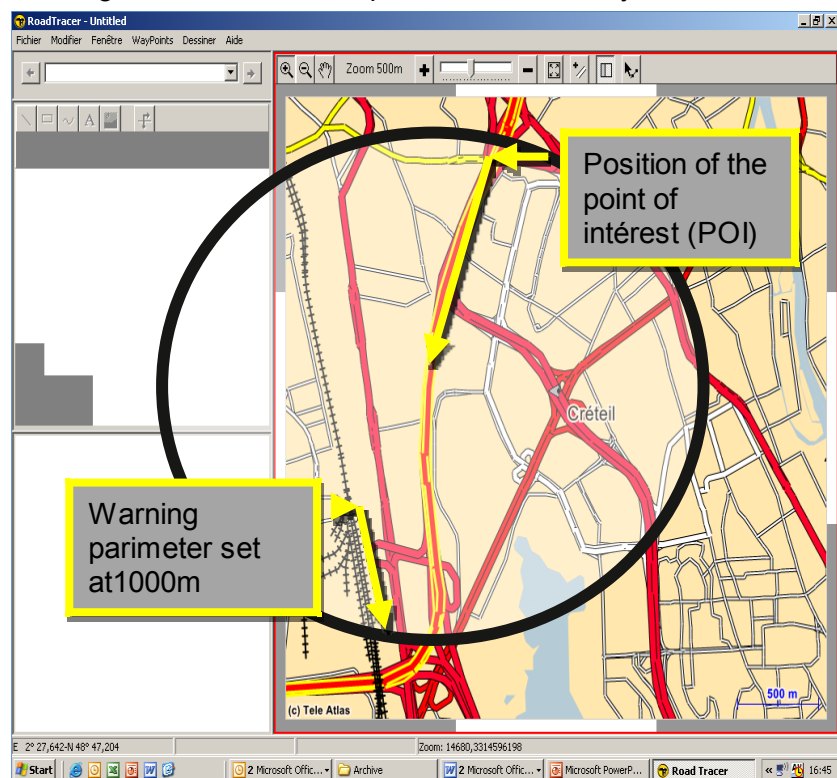 RoadTracer - Untitled
Fichier Modifier Fenêtre WayPoints Dessiner Aide
Zoom 500m
A
Position of the
point of
intérest (POI)
Créteil
Warning
parimeter set
at1000m
500 m
(c) Tele Atlas
E 2° 27,642-N 48° 47,204
Zoom: 14680,3314596198
Start
2 Microsoft Offic...
Archive
2 Microsoft Offic...
Microsoft PowerP...
Road Tracer
16:45